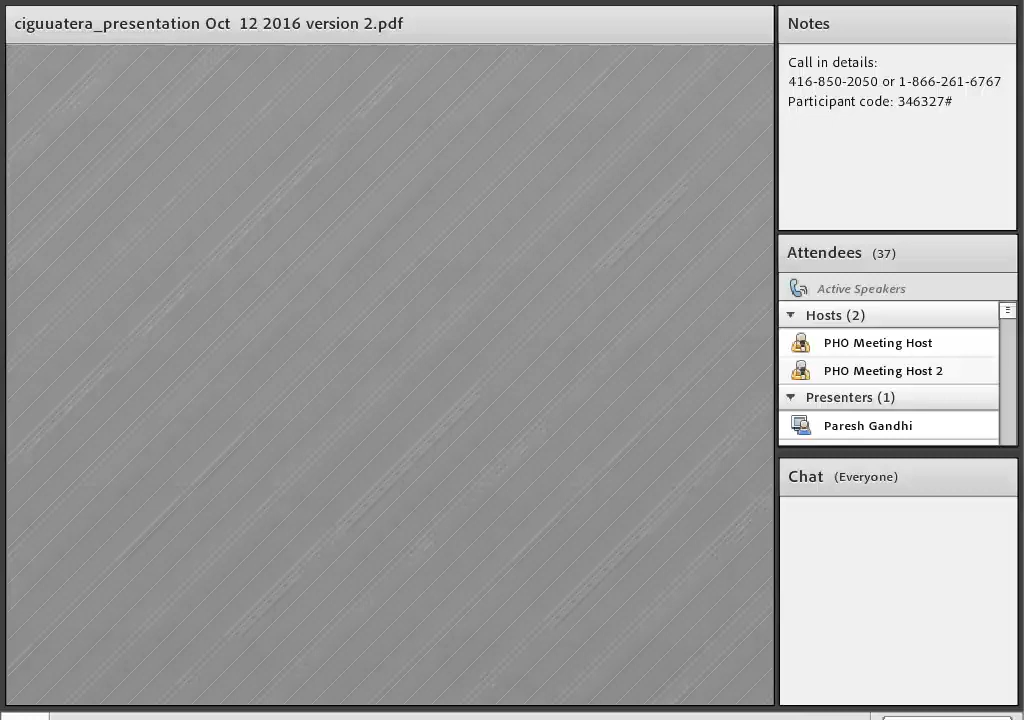 ciguuatera_presentation Oct  12 2016 version 2.pdf
Notes
Call in details:
416-850-2050 or 1-866-261-6767
Participant code: 346327#
Attendees (37)
Active Speakers
Hosts (2)
PHO Meeting Host
PHO Meeting Host 2
Presenters (1)
Paresh Gandhi
Chat (Everyone)